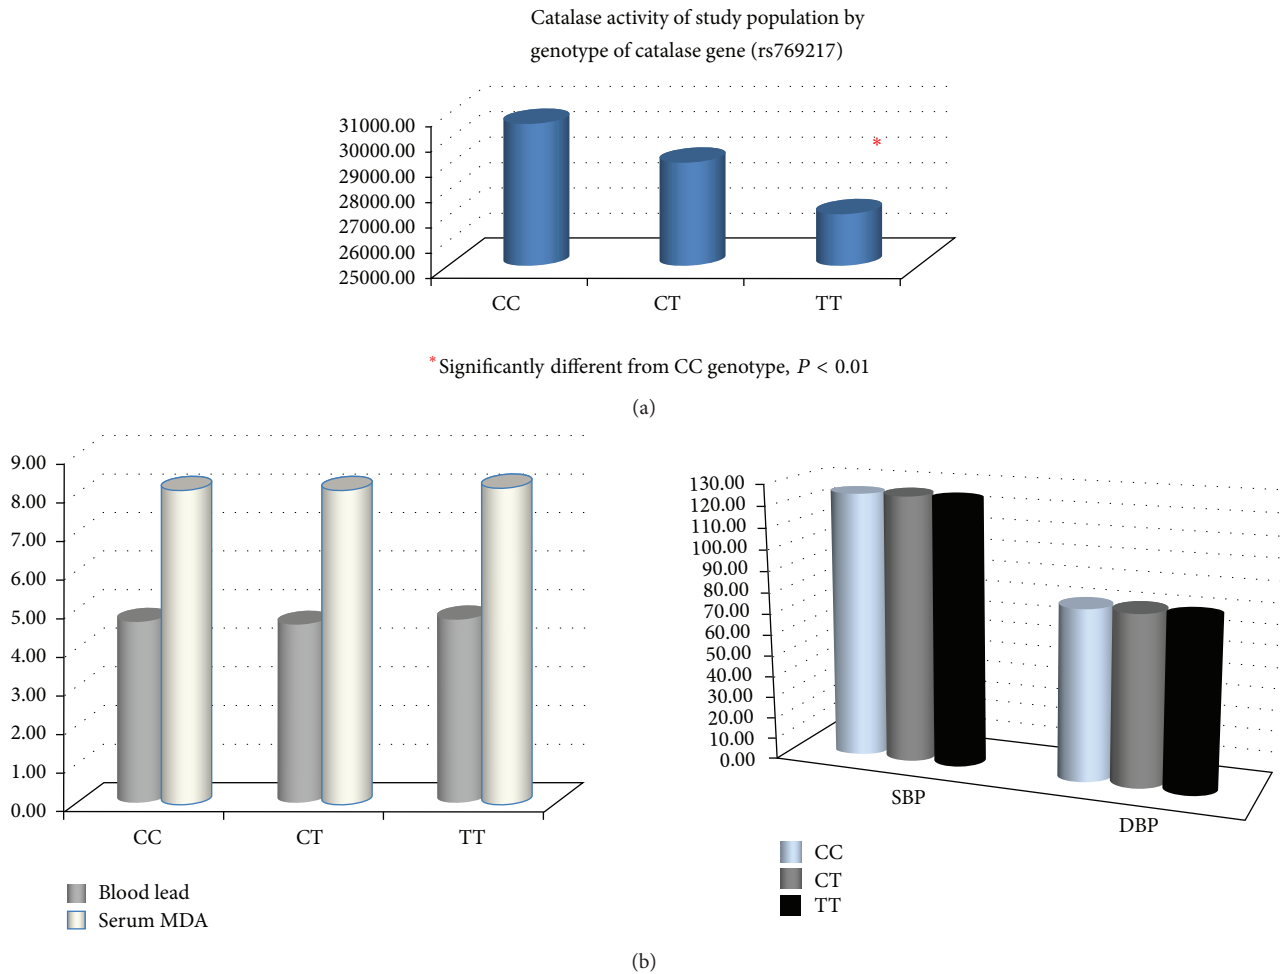 Catalase activity of study population by
genotype of catalase gene (rs769217)
31000.00
30000.00
29000.00
28000.00
27000.00
26000.00
25000.00
*
CC CT TT
*Significantly different from CC genotype, P < 0.01
(a)
9.00
8.00
7.00
6.00
5.00
4.00
3.00
2.00
1.00
0.00
CC CT TT
Blood lead
Serum MDA
130.00
120.00
110.00
100.00
90.00
80.00
70.00
60.00
50.00
40.00
30.00
20.00
10.00
0.00
SBP
DBP
CC
CT
TT
(b)